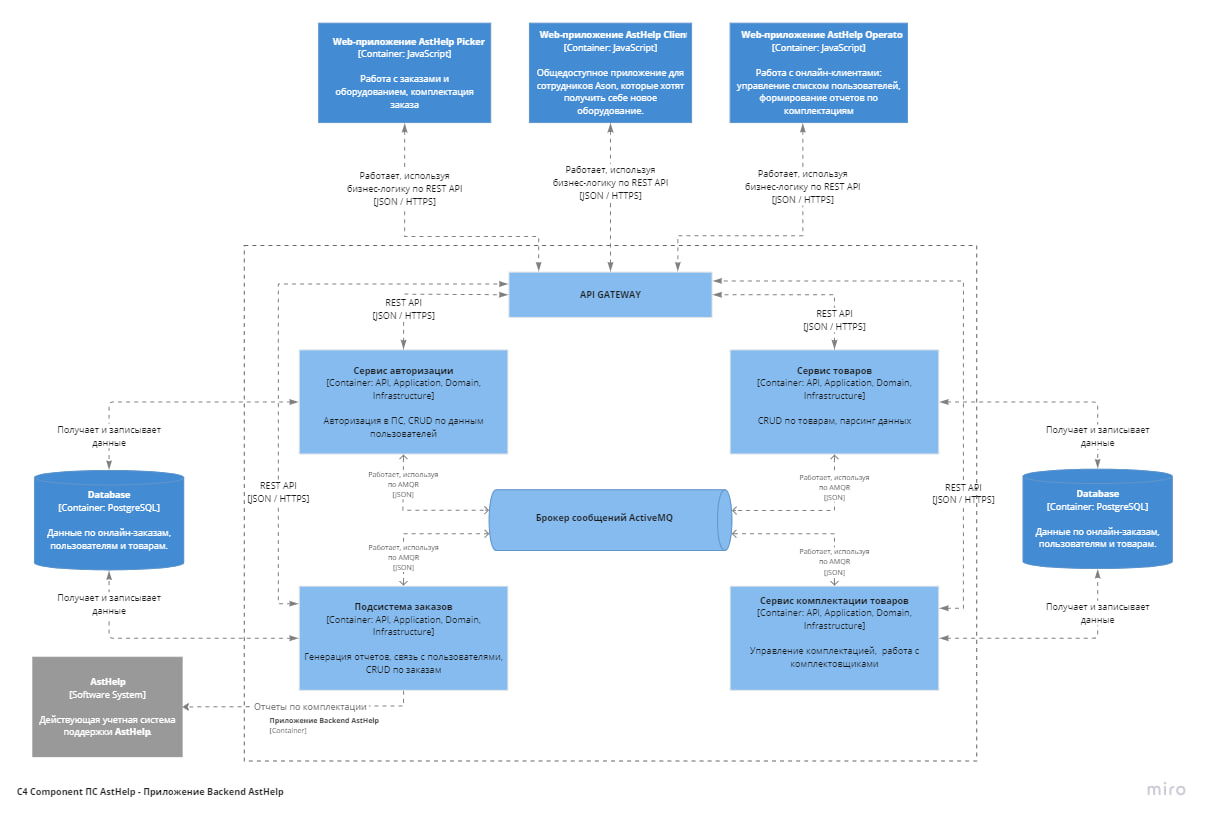 Web-приложение AstHelp Picker
[Container: JavaScript]
Работа с заказами и
оборудованием, комплектация
заказа
Web-приложение AstHelp Client
[Container: JavaScript]
Общедоступное приложение для
сотрудников Ason, которые хотят
получить себе новое
оборудование.
Web-приложение AstHelp Operato
[Container: JavaScript]
Работа с онлайн-клиентами:
управление списком пользователей,
формирование отчетов по
комплектациям
Работает, используя
бизнес-логику по REST API
[JSON / HTTPS]
Работает, используя
бизнес-логику по REST API
[JSON / HTTPS]
Работает, используя
бизнес-логику по REST API
[JSON / HTTPS]
API GATEWAY
REST API
[JSON / HTTPS]
REST API
[JSON / HTTPS]
Сервис авторизации
[Container: API, Application, Domain,
Infrastructure]
Авторизация в ПС, CRUD по данным
пользователей
Сервис товаров
[Container: API, Application, Domain,
Infrastructure]
CRUD по товарам, парсинг данных
Получает и записывает
данные
Получает и записывает
данные
Работает, используя
по AMQR
[JSON]
Работает, используя
по AMQR
[JSON]
Database
[Container: PostgreSQL]
Данные по онлайн-заказам,
пользователям и товарам.
REST API
[JSON / HTTPS]
Брокер сообщений ActiveMQ
REST API
[JSON / HTTPS]
Database
[Container: PostgreSQL]
Данные по онлайн-заказам,
пользователям и товарам.
Работает, используя
по AMQR
[JSON]
Работает, используя
по AMQR
[JSON]
Получает и записывает
данные
Получает и записывает
данные
Подсистема заказов
[Container: API, Application, Domain,
Infrastructure]
Генерация отчетов, связь с пользователями,
CRUD по заказам
Сервис комплектации товаров
[Container: API, Application, Domain,
Infrastructure]
Управление комплектацией, работа с
комплектовщиками
AstHelp
[Software System]
Действующая учетная система
поддержки AstHelp.
Отчеты по комплектации
Приложение Backend AstHelp
[Container]
C4 Component ПС AstHelp - Приложение Backend AstHelp
miro